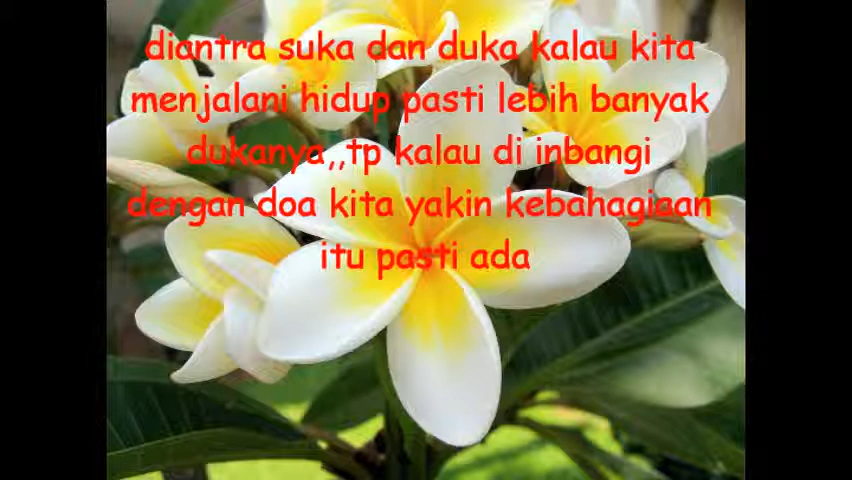 diantra suka dan duka kalau kita
menjalani hidup pasti lebih banyak
dukanya,,tp kalau di inbangi
dengan doa kita yakin kebahagiaan
itu pasti ada